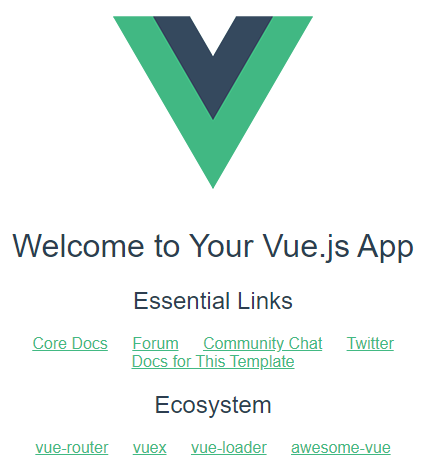 Welcome to Your Vue.js App
Essential Links
Core Docs Forum Community Chat Twitter
Docs for This Template
Ecosystem
vue-router vuex vue-loader awesome-vue